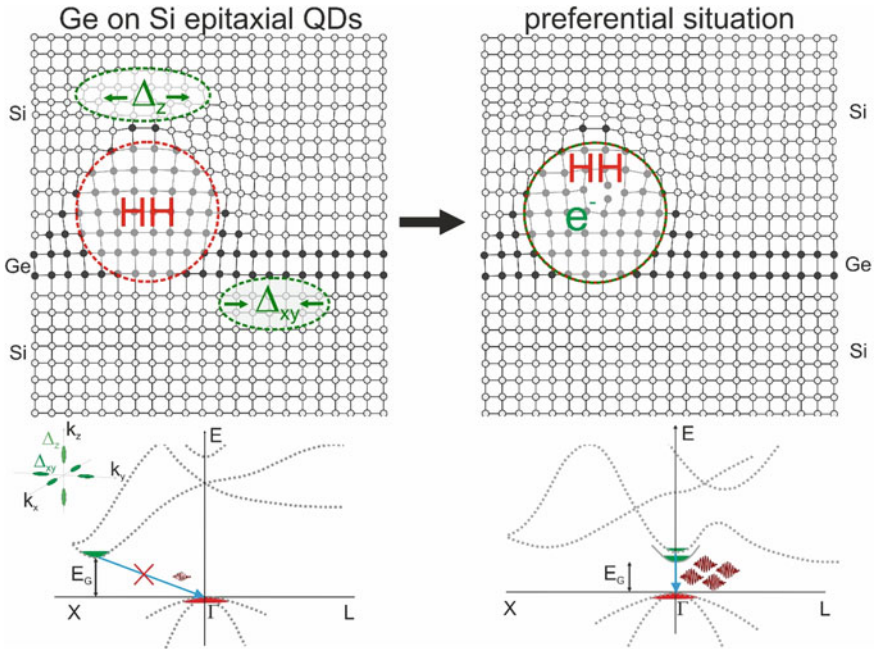 Ge on Si epitaxial QDs
preferential situation
Si
Δz
HH
Ge
Δxy
Si
Si
HH
e-
Ge
Si
kz
Δz
Δxy
ky
kx
E
EG
X
Γ
L
E
EG
X
Γ
L